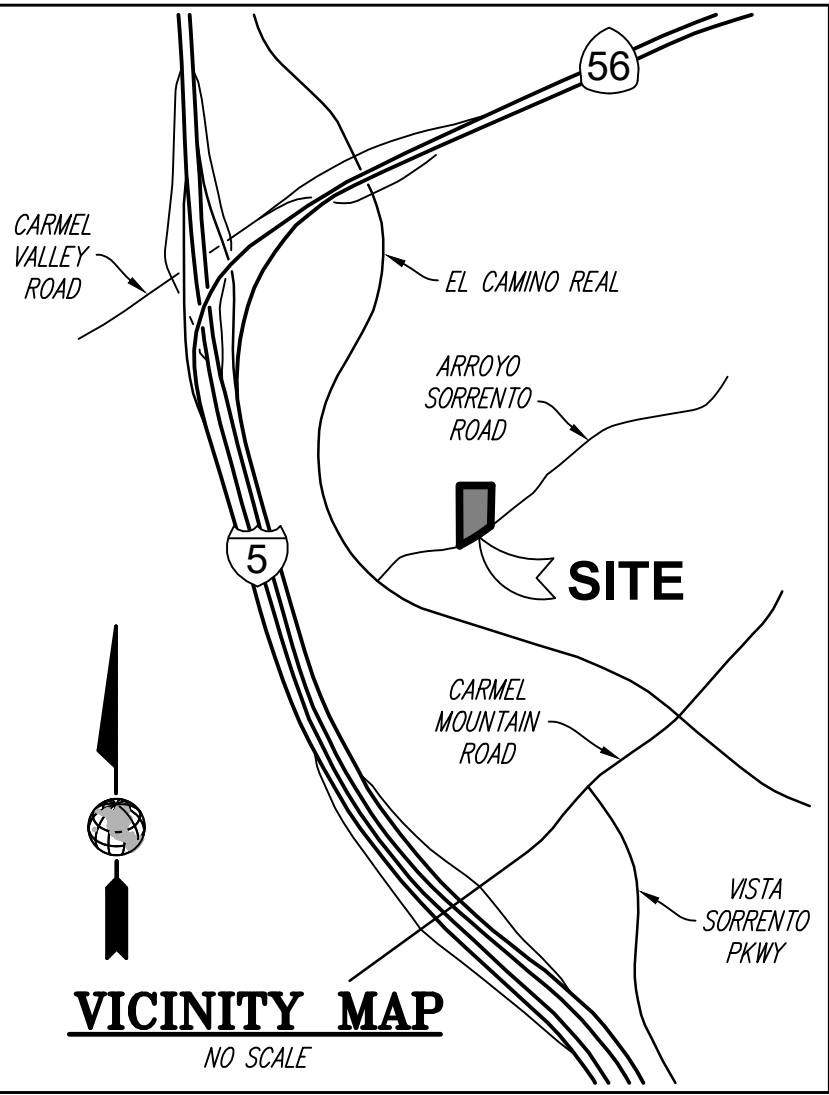 56
CARMEL
VALLEY
ROAD
EL CAMINO REAL
ARROYO
SORRENTO
ROAD
5
SITE
CARMEL
MOUNTAIN
ROAD
VISTA
SORRENTO
PKWY
VICINITY MAP
NO SCALE